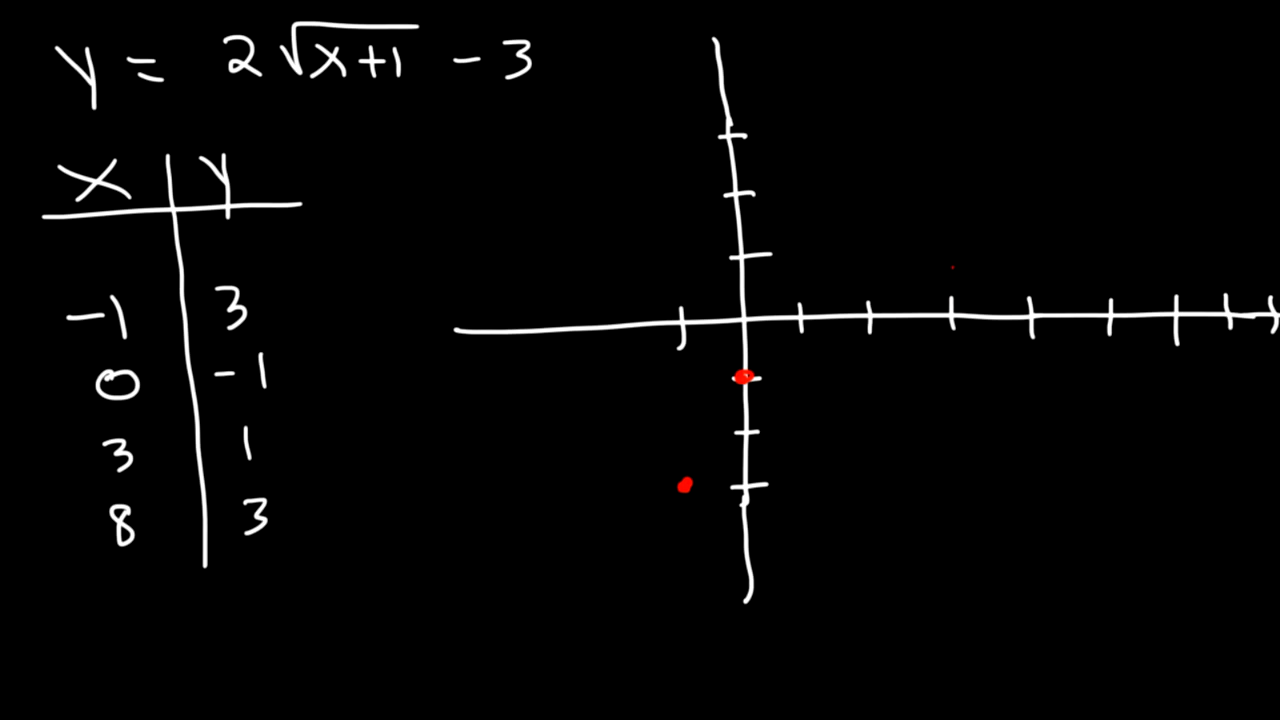 y = 2√(x+1) - 3
x y
-1 3
0 -1
3 1
8 3